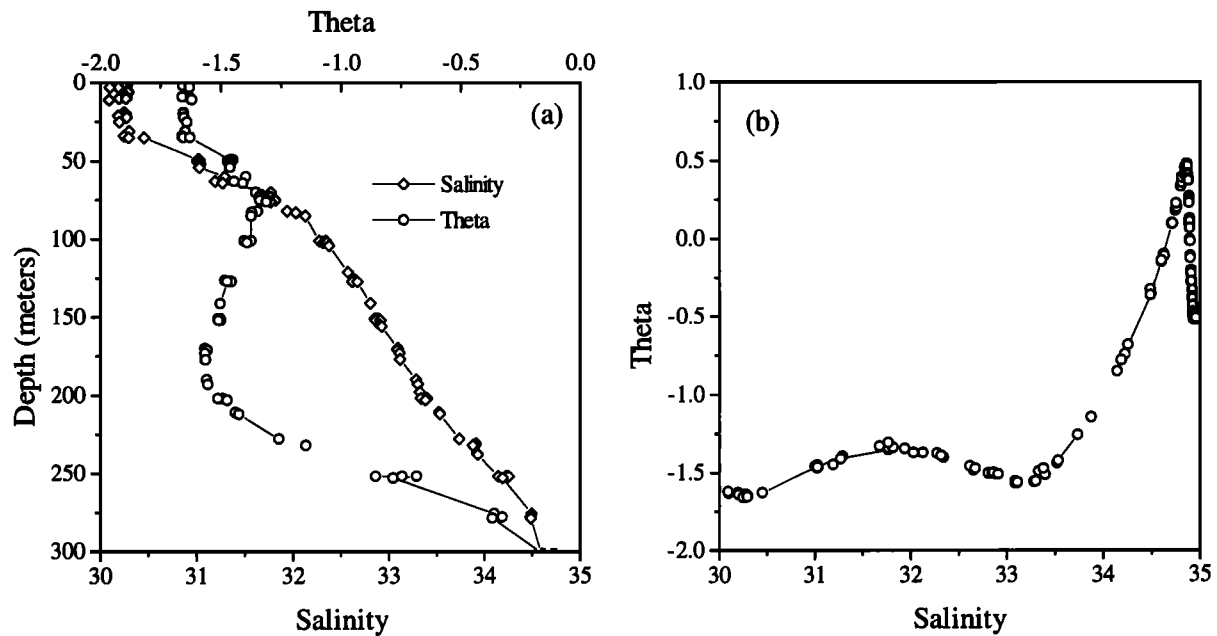 Theta
-2.0 -1.5 -1.0 -0.5 0.0
0
50
100
150
200
250
300
Depth (meters)
(a)
Salinity
Theta
30 31 32 33 34 35
Salinity
1.0
0.5
0.0
-0.5
-1.0
-1.5
-2.0
Theta
(b)
30 31 32 33 34 35
Salinity